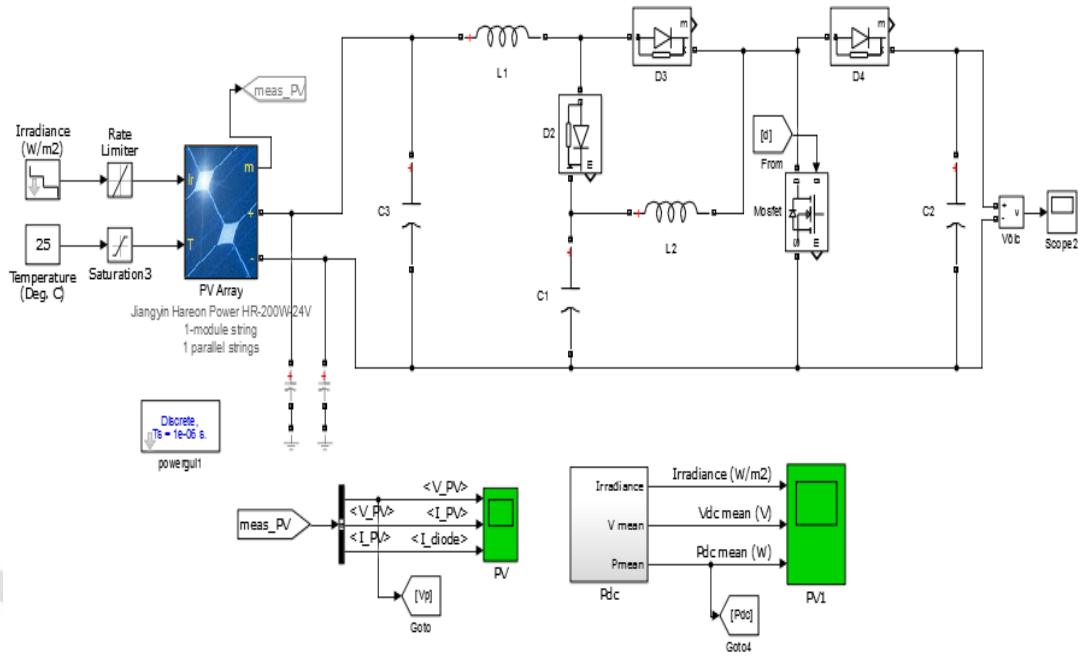 meas_PV
Irradiance
(W/m2)
Rate
Limiter
25
Temperature
(Deg. C)
Saturation3
Ir
T
m
+
-
PV Array
Jiangyin Hareon Power HR-200W-24V
1-module string
1 parallel strings
C3
+
+
L1
D2
m
+
C1
+
L2
m
D3
[d]
From
Mosfet
D
S
m
m
D4
C2
+
+
-
v
Scope2
+
+
Discrete,
Ts = 1e-06 s.
powergui1
meas_PV
<V_PV>
<I_PV>
<V_PV>
<I_PV>
<I_diode>
PV
[Vp]
Goto
Irradiance
V mean
Pmean
Pdc
Irradiance (W/m2)
Vdc mean (V)
Pdc mean (W)
PV1
[Pdc]
Goto4